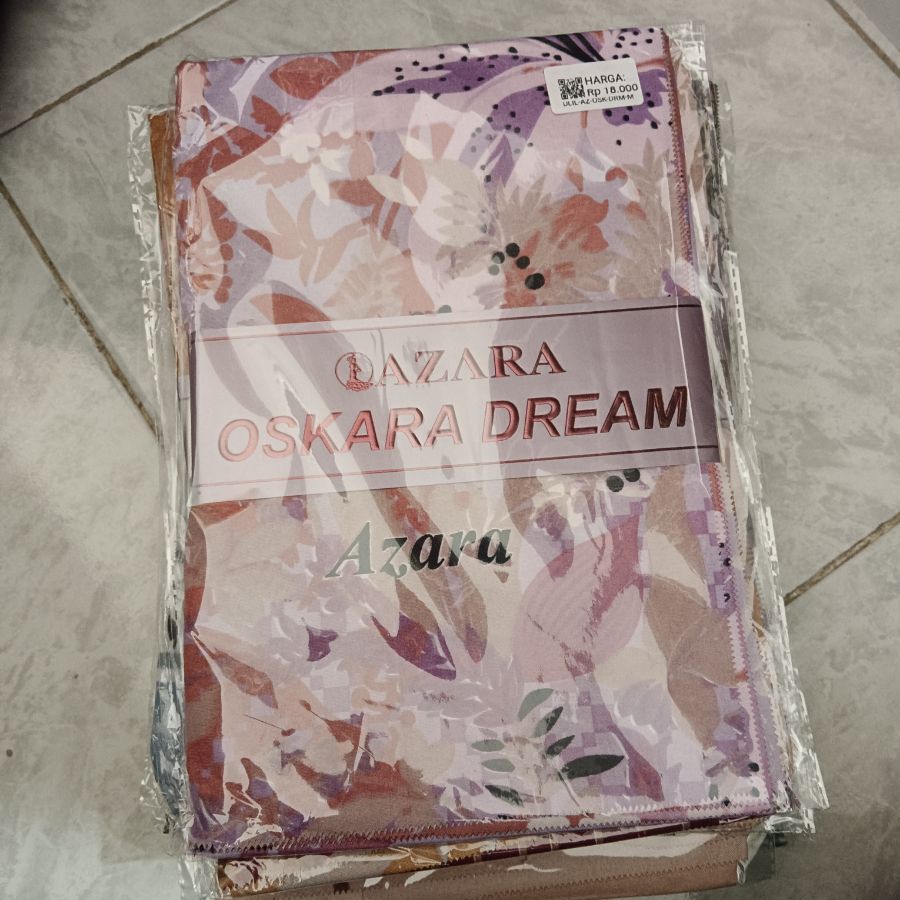 HARGA:
Rp 18.000
ULIL-AZ-OSK-DRM-M
AZARA
OSKARA DREAM
Azara